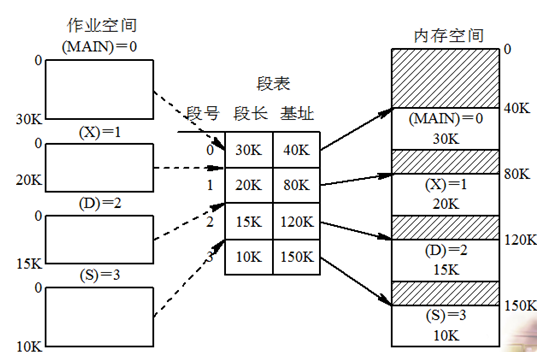 作业空间
(MAIN)＝0
0
30K
(X)＝1
0
20K
(D)＝2
0
15K
(S)＝3
0
10K
段表
段号 段长 基址
0 30K 40K
1 20K 80K
2 15K 120K
3 10K 150K
内存空间
0
40K
(MAIN)＝0
30K
80K
(X)＝1
20K
120K
(D)＝2
15K
150K
(S)＝3
10K